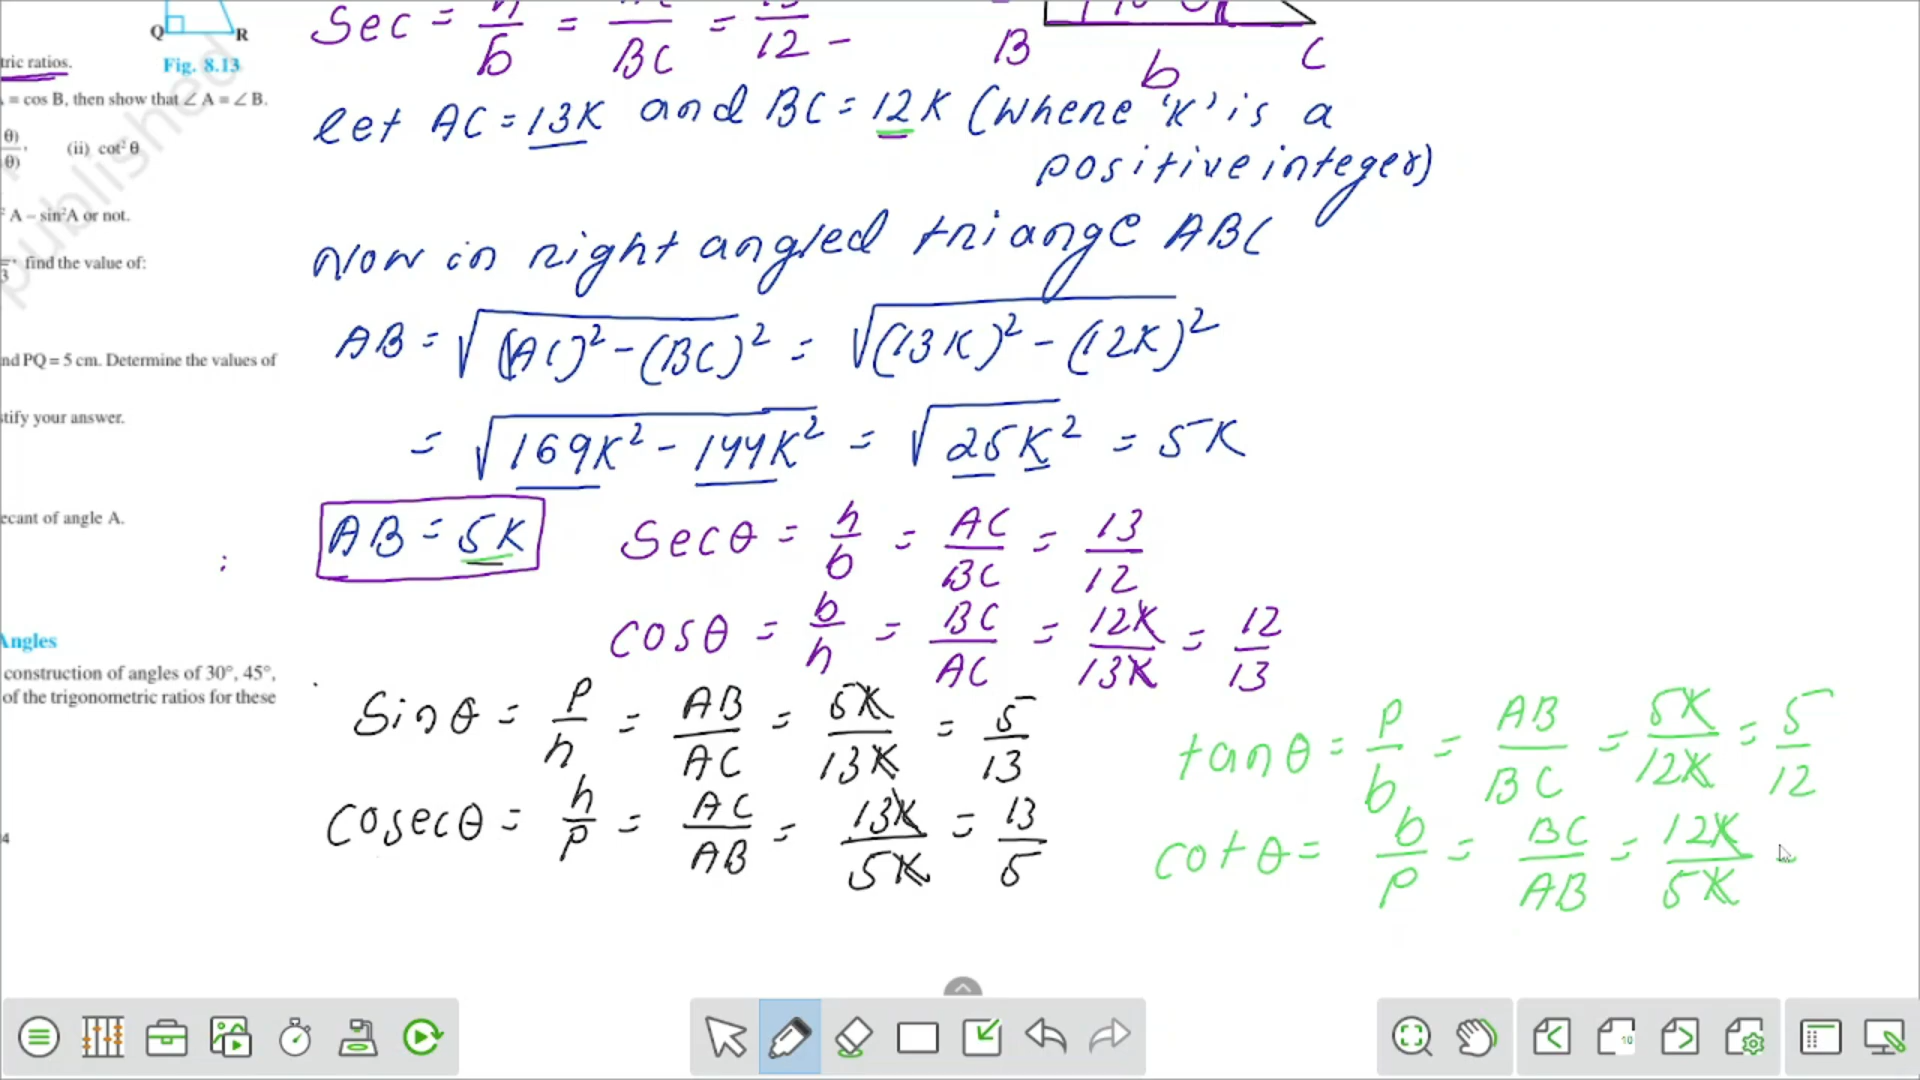 Q R
Fig. 8.13
tric ratios.
= cos B, then show that ∠ A = ∠ B.
θ)
θ) , (ii) cot² θ
A – sin²A or not.
3 , find the value of:
nd PQ = 5 cm. Determine the values of
stify your answer.
ecant of angle A.
Angles
construction of angles of 30°, 45°,
of the trigonometric ratios for these
4
published
Sec = h/b = AC/BC = 13/12 –
B b C
let AC = 13K and BC = 12K (where 'K' is a
positive integer)
Now in right angled triange ABC
AB = √(AC)² – (BC)² = √(13K)² – (12K)²
= √169K² – 144K² = √25K² = 5K
AB = 5K
Secθ = h/b = AC/BC = 13/12
:
cosθ = b/h = BC/AC = 12K/13K = 12/13
Sinθ = P/h = AB/AC = 5K/13K = 5/13
Cosecθ = h/P = AC/AB = 13K/5K = 13/5
tanθ = P/b = AB/BC = 5K/12K = 5/12
cotθ = b/P = BC/AB = 12K/5K =
10